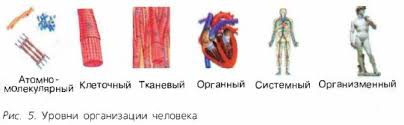 Атомно-
молекулярный Клеточный Тканевый Органный Системный Организменный
Рис. 5. Уровни организации человека